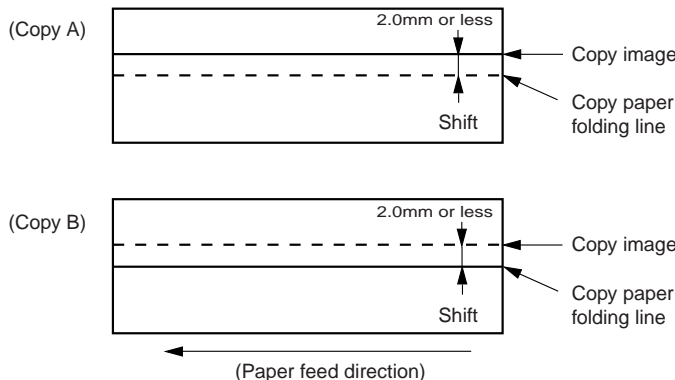 (Copy A)
2.0mm or less
Copy image
Copy paper
folding line
Shift
(Copy B)
2.0mm or less
Copy image
Copy paper
folding line
Shift
(Paper feed direction)